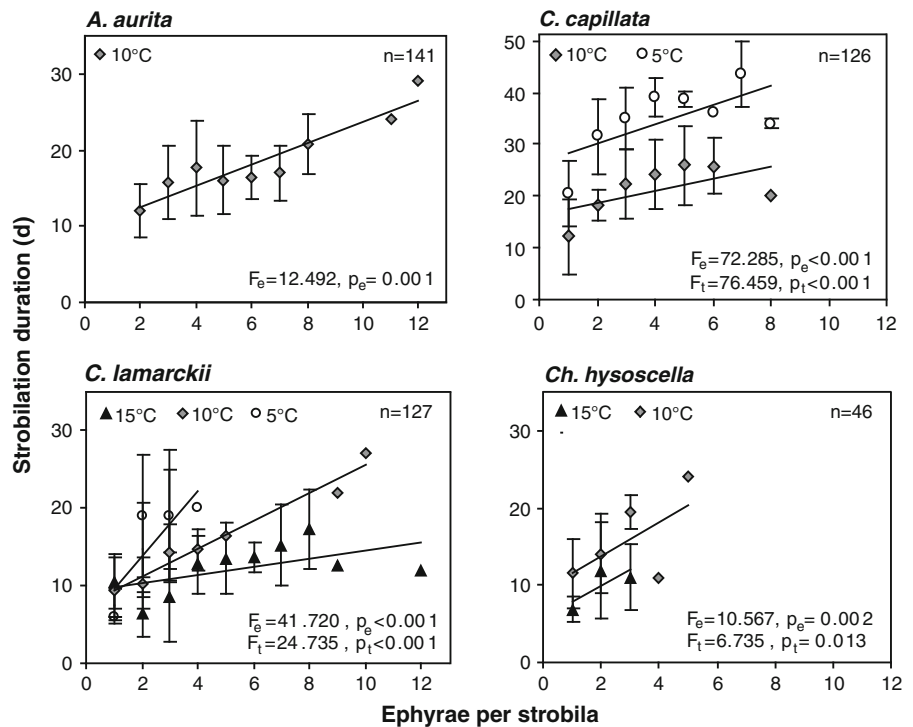 A. aurita
10°C
n=141
30
20
10
0
0 2 4 6 8 10 12
F_e=12.492, p_e=0.001
C. capillata
10°C 5°C
n=126
50
40
30
20
10
0
0 2 4 6 8 10 12
F_e=72.285, p_e<0.001
F_t=76.459, p_t<0.001
Strobilation duration (d)
C. lamarckii
15°C 10°C 5°C
n=127
30
20
10
0
0 2 4 6 8 10 12
F_e=41.720, p_e<0.001
F_t=24.735, p_t<0.001
Ch. hysoscella
15°C 10°C
n=46
30
20
10
0
0 2 4 6 8 10 12
F_e=10.567, p_e=0.002
F_t=6.735, p_t=0.013
Ephyrae per strobila